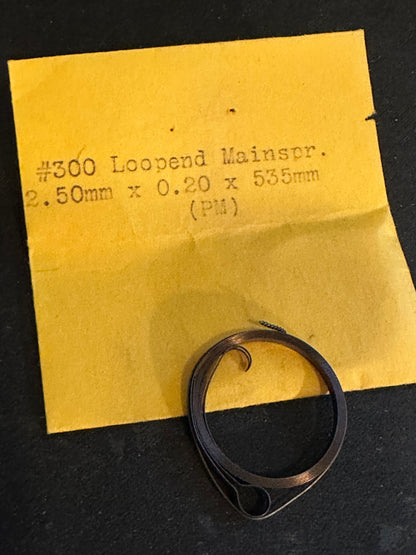 #300 Loopend Mainspr.
2.50mm x 0.20 x 535mm
(PM)